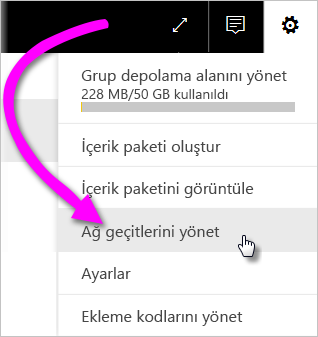 Grup depolama alanını yönet
228 MB/50 GB kullanıldı
İçerik paketi oluştur
İçerik paketini görüntüle
Ağ geçitlerini yönet
Ayarlar
Ekleme kodlarını yönet